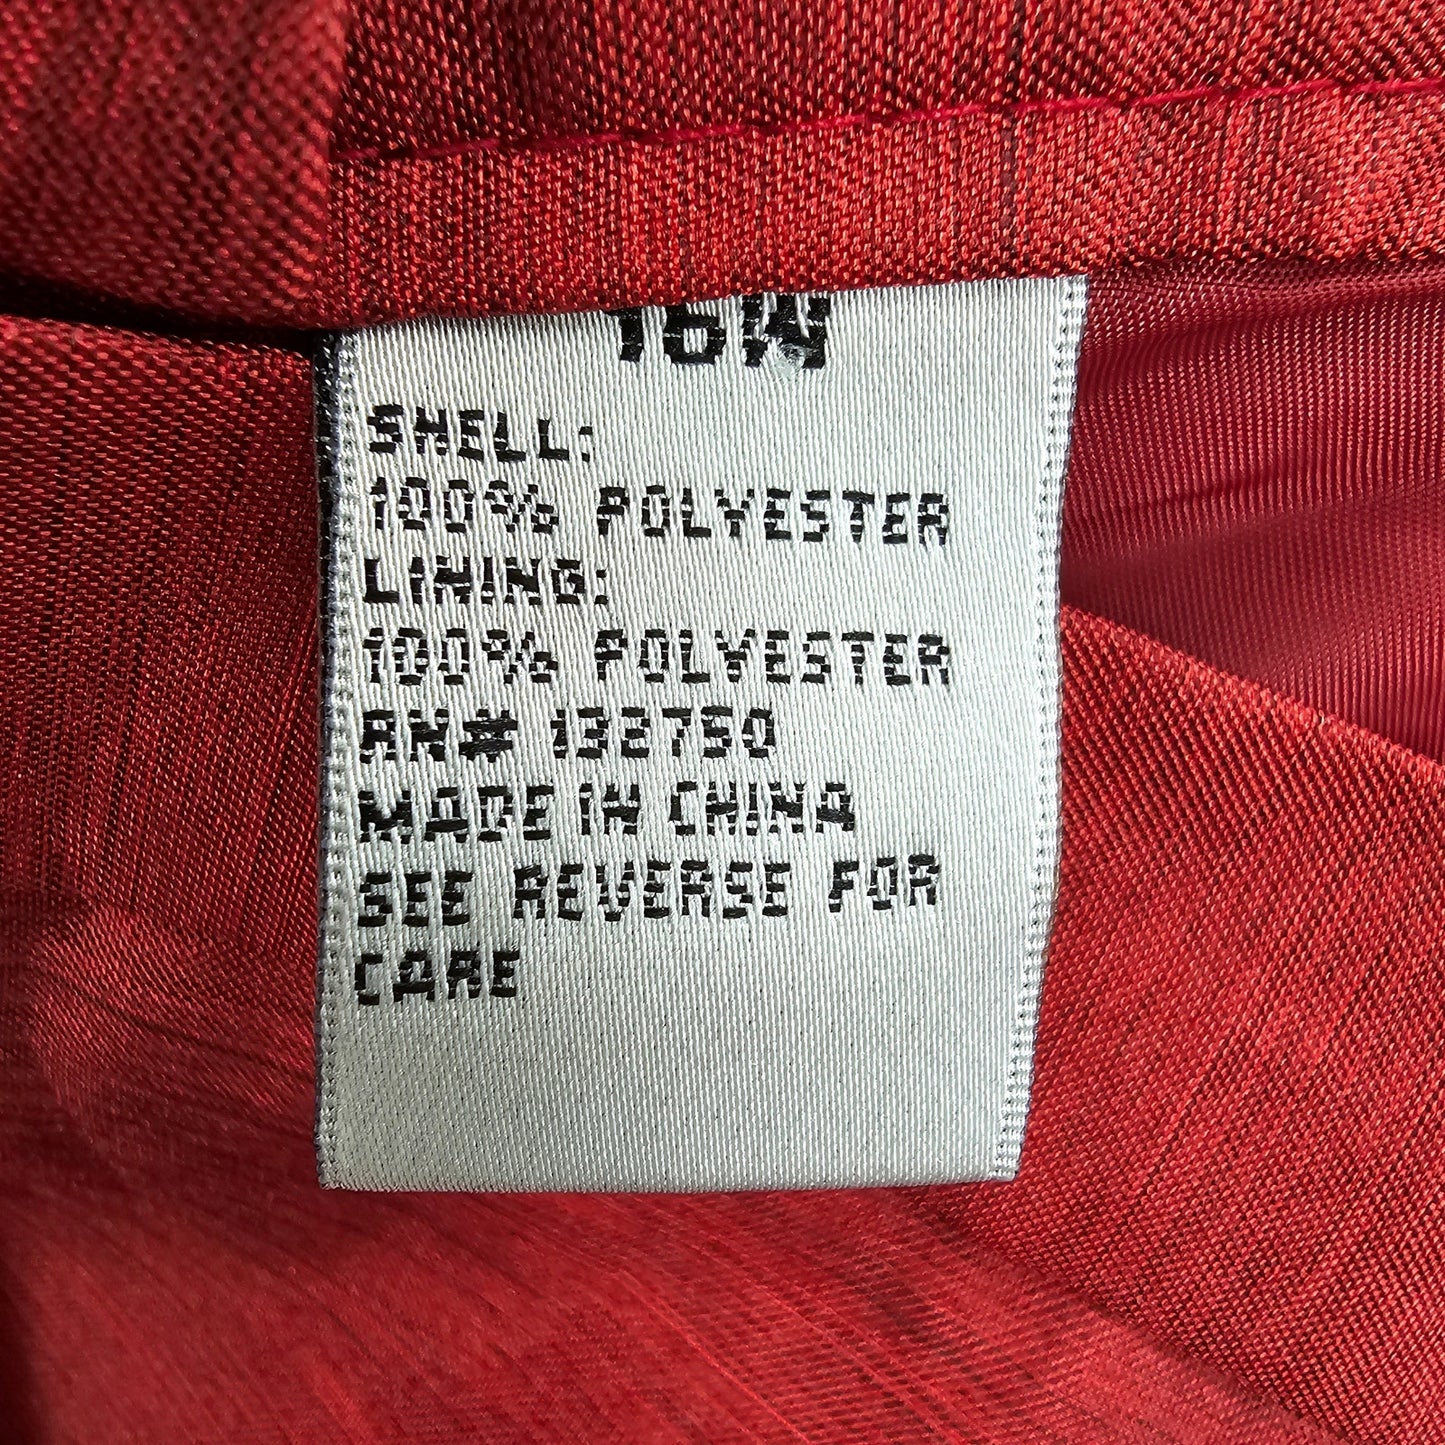 16W
SHELL:
100% POLYESTER
LINING:
100% POLYESTER
RN# 132750
MADE IN CHINA
SEE REVERSE FOR
CARE